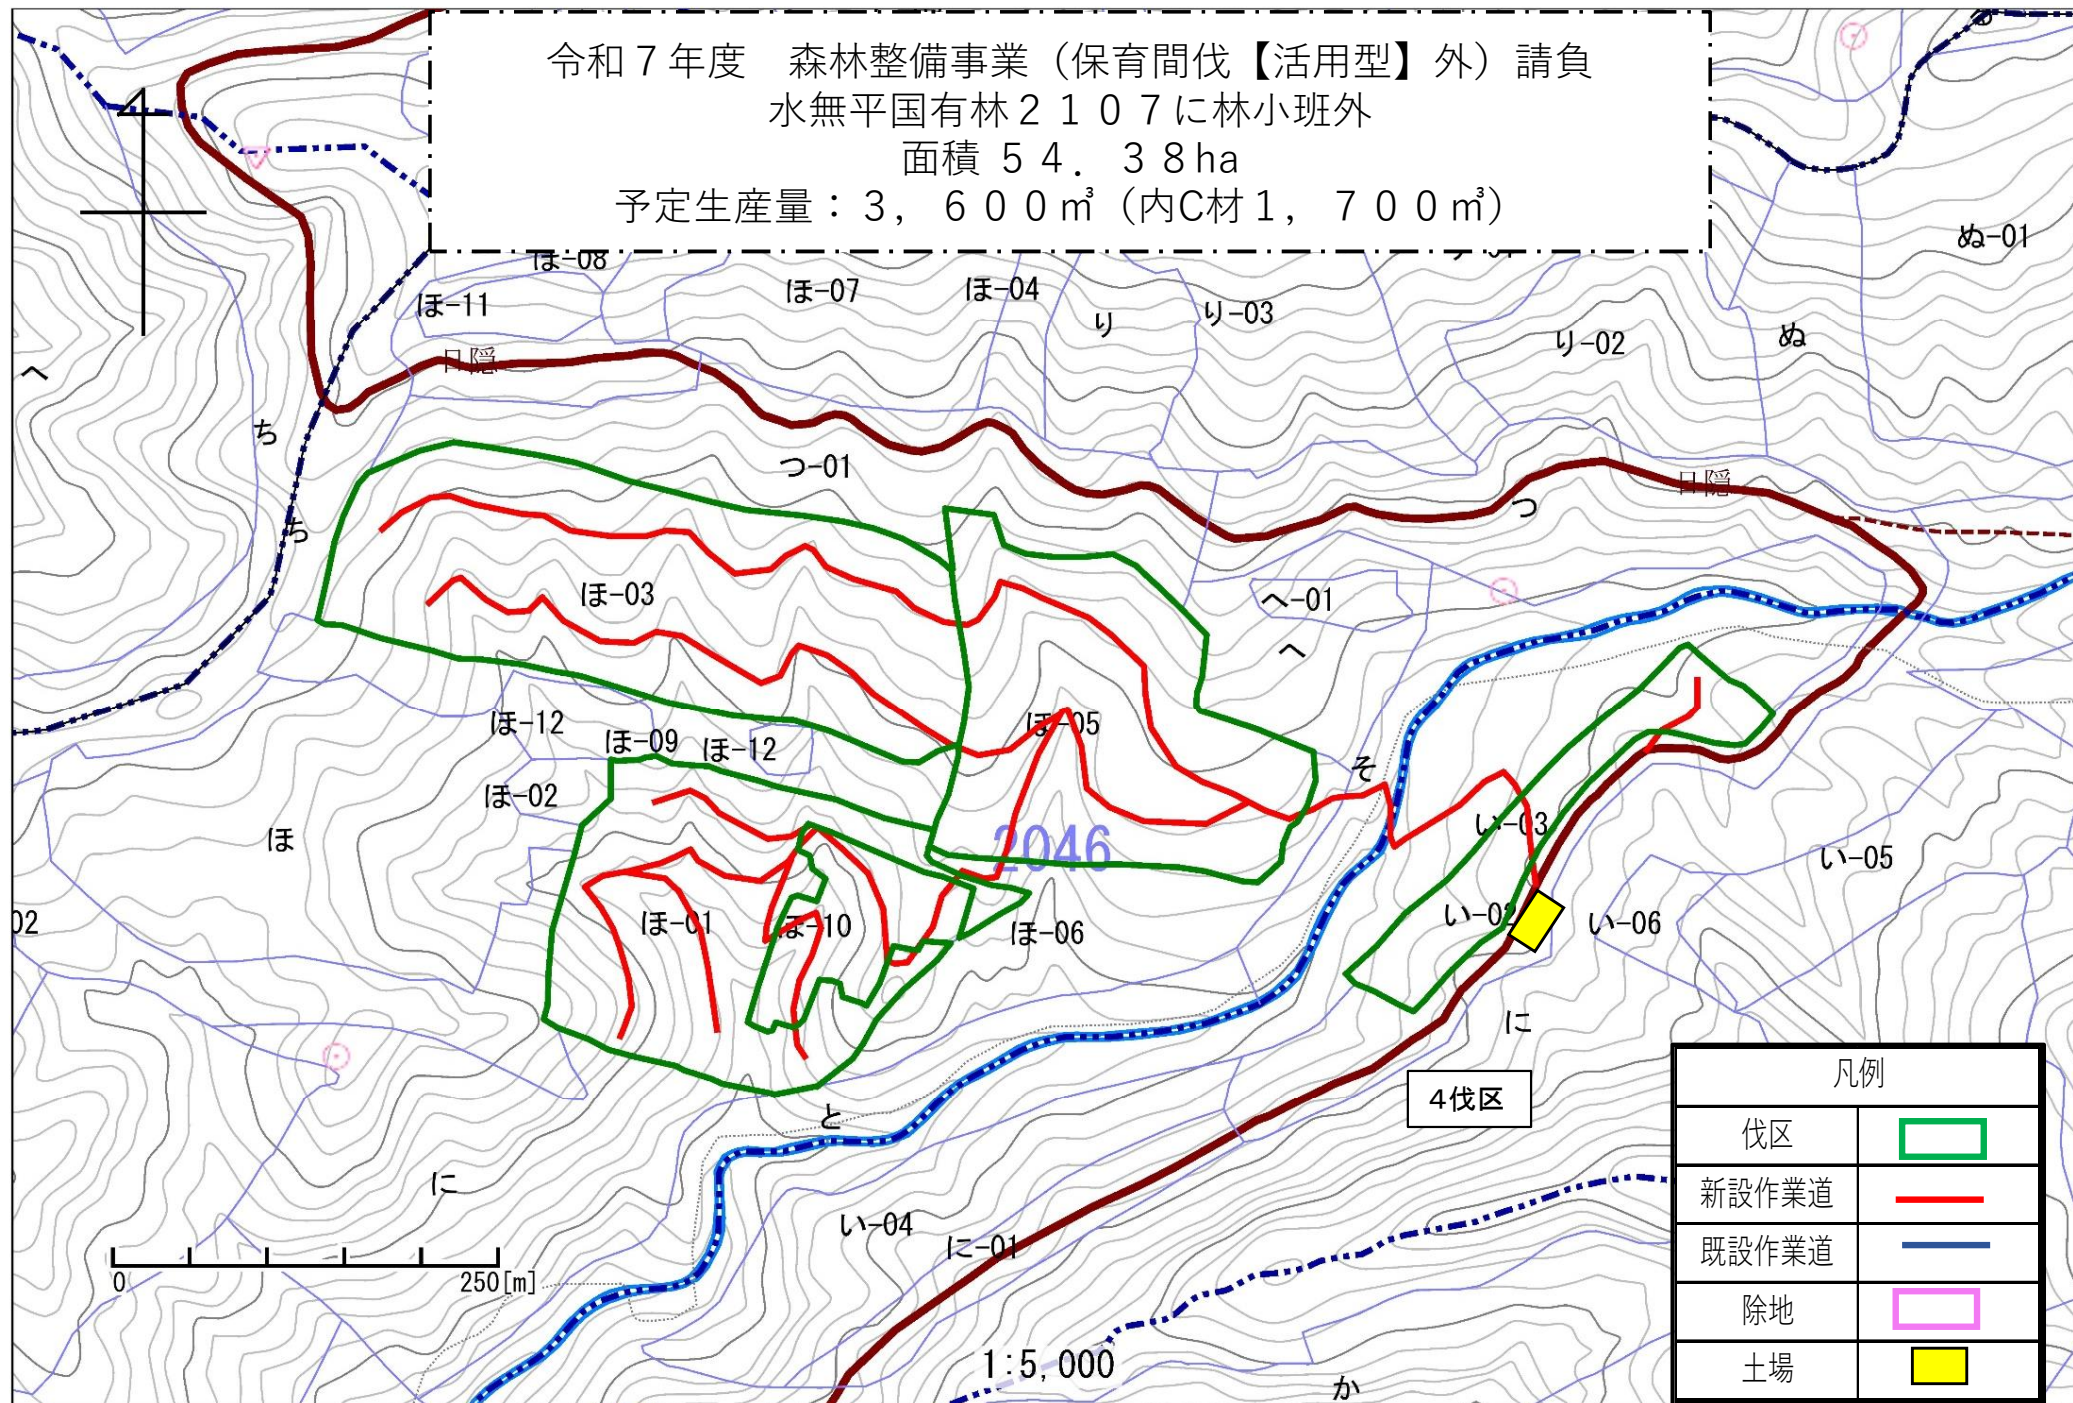 令和７年度　森林整備事業（保育間伐【活用型】外）請負
水無平国有林２１０７に林小班外
面積 ５４．３８ha
予定生産量：３，６００㎥（内C材１，７００㎥）
ぬ-01
ほ-08
ほ-11
ほ-07
ほ-04
り
り-03
り-02
ぬ
日隠
へ
ち
つ-01
日隠
つ
ち
ほ-03
へ-01
へ
ほ-12
ほ-09
ほ-12
ほ-05
そ
ほ-02
ほ
2046
い-03
い-05
02
ほ-01
ほ-10
ほ-06
い-02
い-06
に
4伐区
と
に
い-04
に-01
0
250[m]
1:5,000
か
凡例
伐区
新設作業道
既設作業道
除地
土場